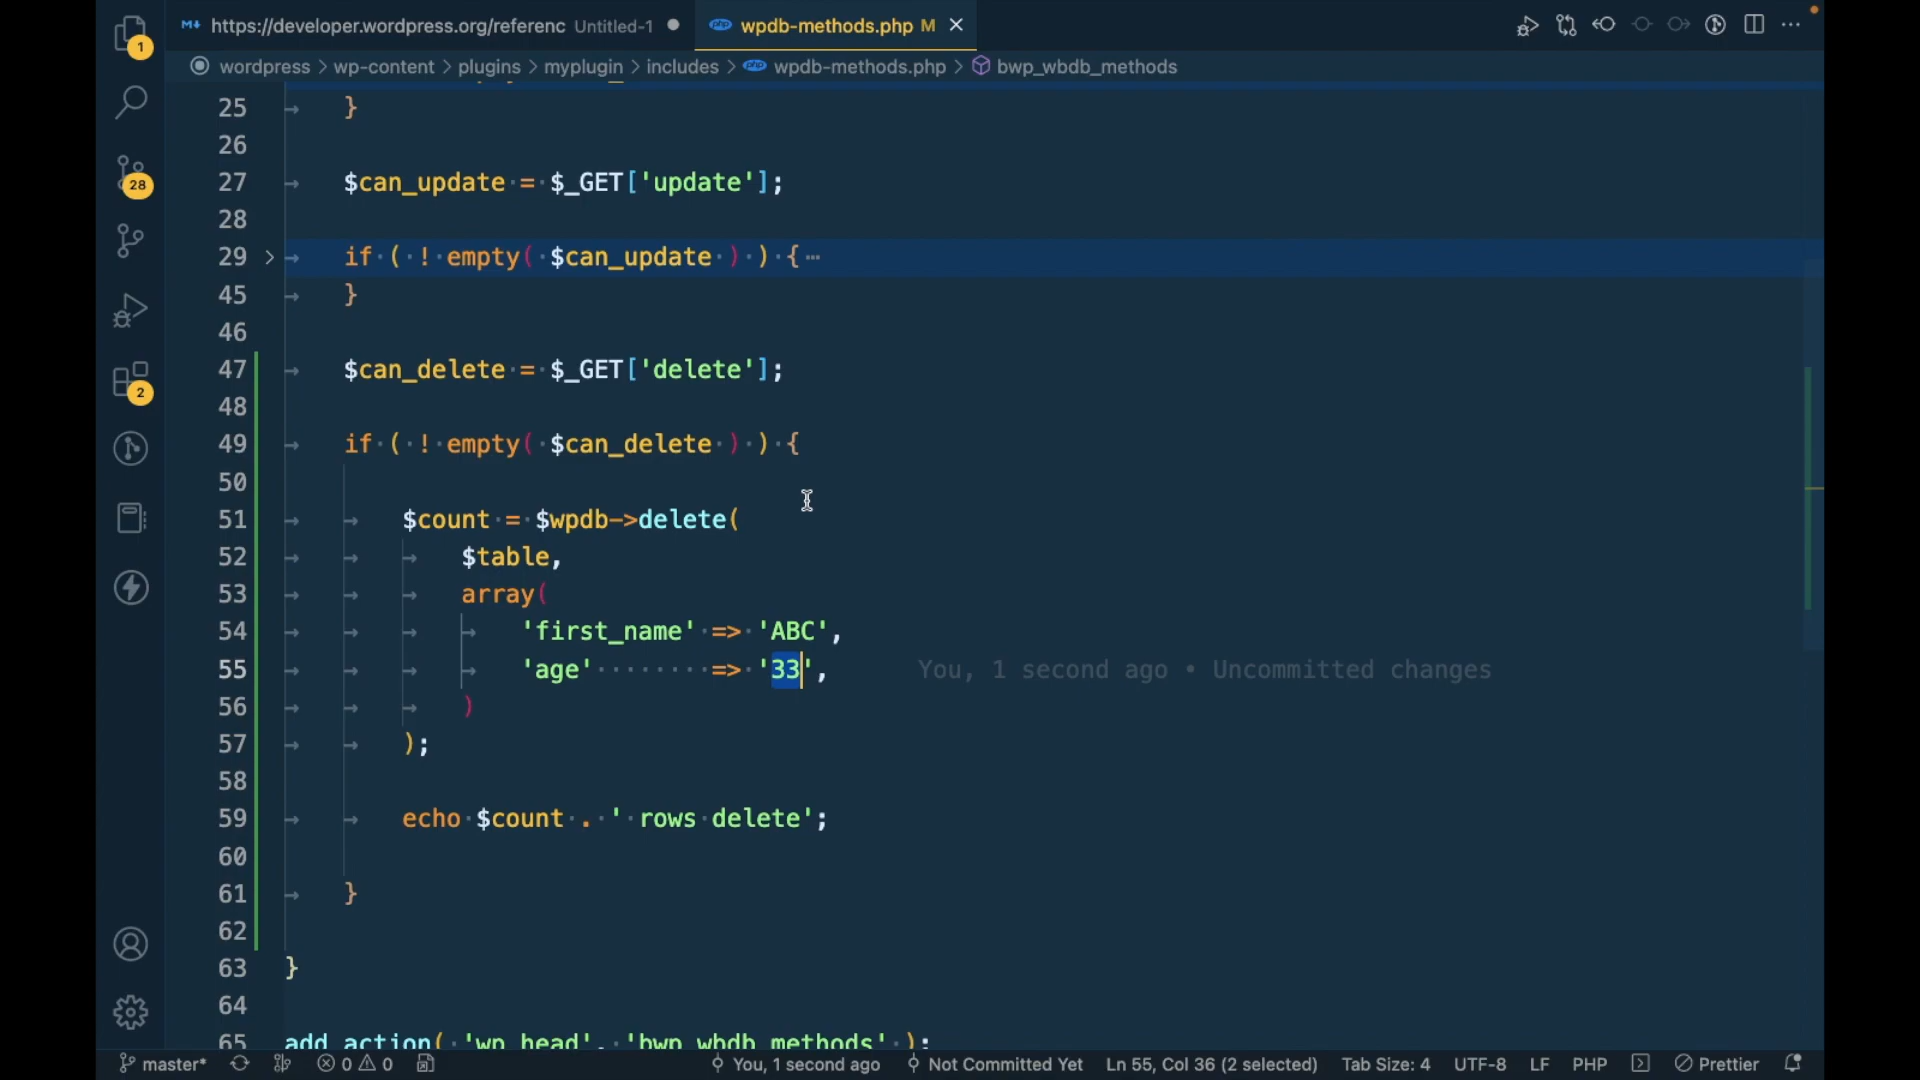 https://developer.wordpress.org/referenc Untitled-1 wpdb-methods.php M
wordpress > wp-content > plugins > myplugin > includes > wpdb-methods.php > bwp_wbdb_methods
1
28
2
25 }
26
27 $can_update = $_GET['update'];
28
29 if ( ! empty( $can_update ) ) {…
45 }
46
47 $can_delete = $_GET['delete'];
48
49 if ( ! empty( $can_delete ) ) {
50
51 $count = $wpdb->delete(
52 $table,
53 array(
54 'first_name' => 'ABC',
55 'age' => '33', You, 1 second ago • Uncommitted changes
56 )
57 );
58
59 echo $count . ' rows delete';
60
61 }
62
63 }
64
65 add_action( 'wp_head', 'bwp_wbdb_methods' );
master* 0 0 You, 1 second ago Not Committed Yet Ln 55, Col 36 (2 selected) Tab Size: 4 UTF-8 LF PHP Prettier